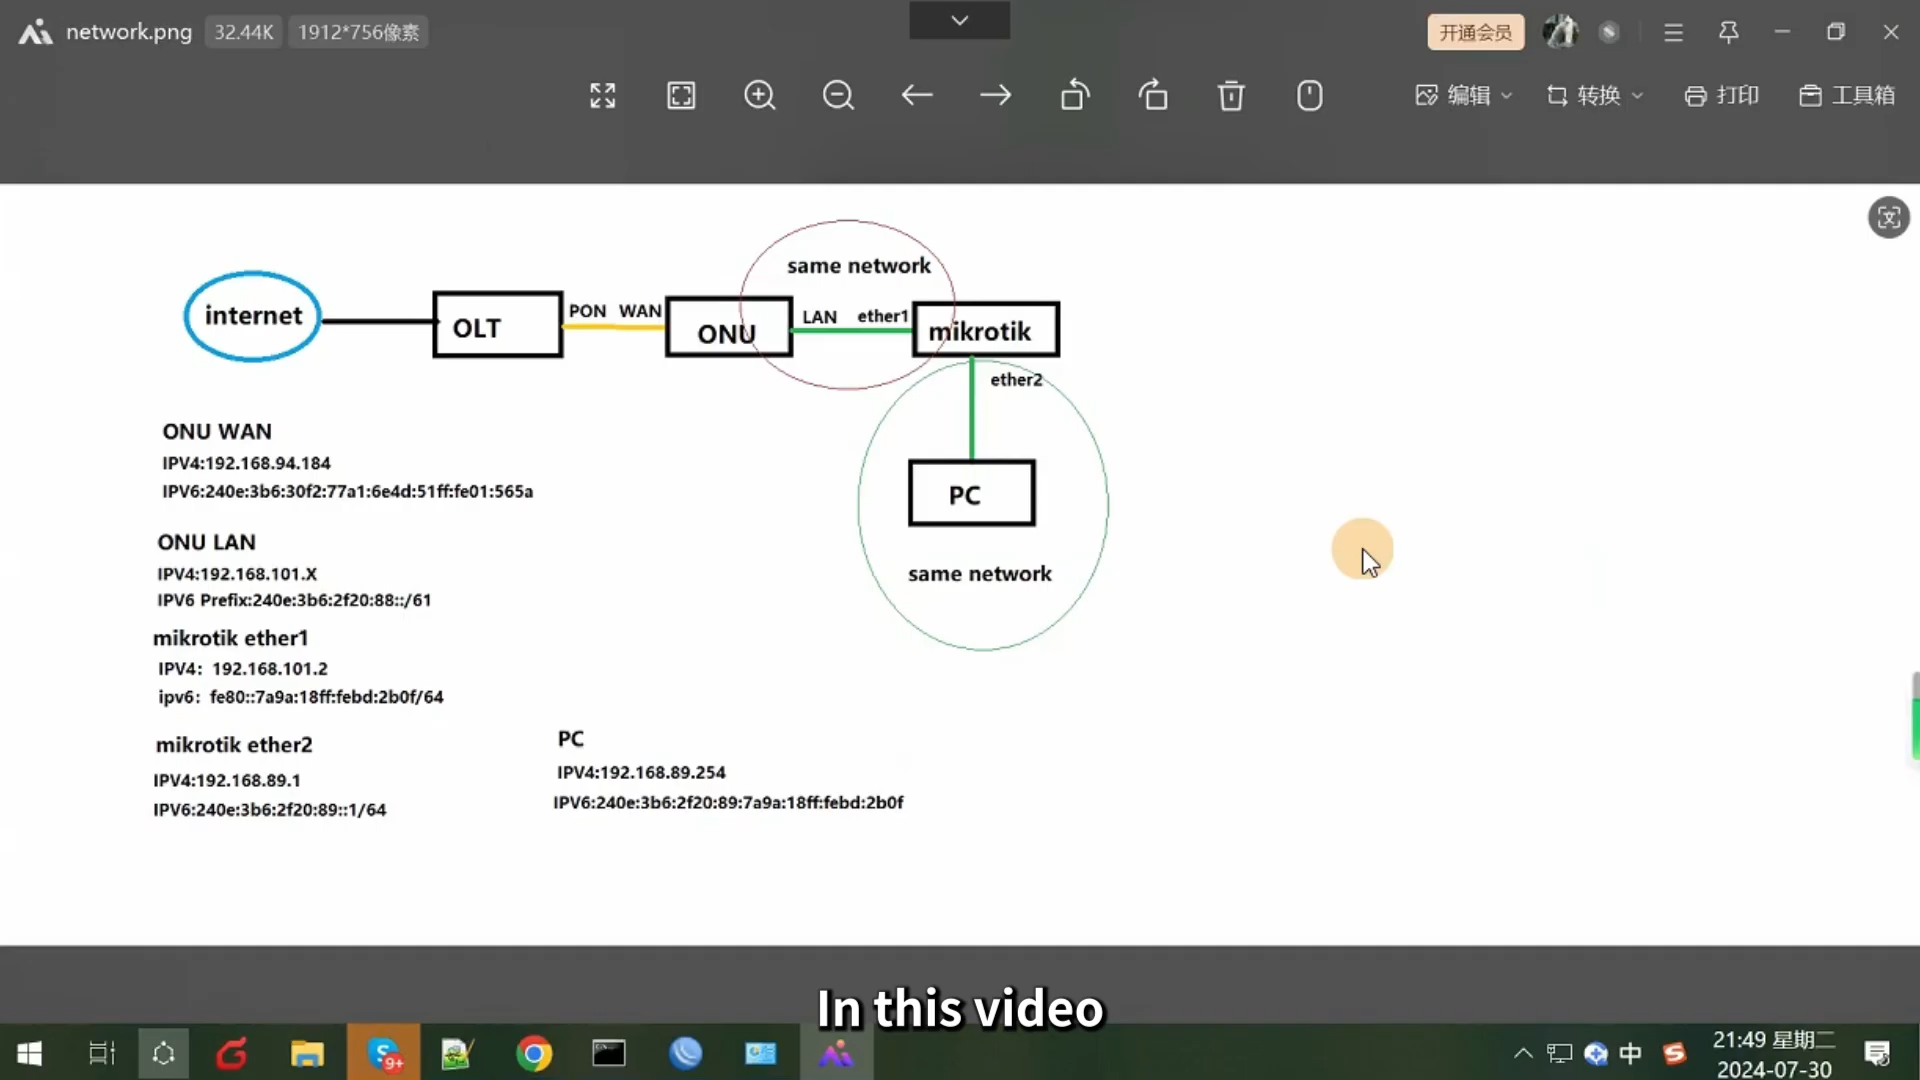 network.png 32.44K 1912*756像素
开通会员
编辑 转换 打印 工具箱
same network
internet
OLT
PON WAN
ONU
LAN ether1
mikrotik
ether2
PC
same network
ONU WAN
IPV4:192.168.94.184
IPV6:240e:3b6:30f2:77a1:6e4d:51ff:fe01:565a
ONU LAN
IPV4:192.168.101.X
IPV6 Prefix:240e:3b6:2f20:88::/61
mikrotik ether1
IPV4: 192.168.101.2
ipv6: fe80::7a9a:18ff:febd:2b0f/64
mikrotik ether2
IPV4:192.168.89.1
IPV6:240e:3b6:2f20:89::1/64
PC
IPV4:192.168.89.254
IPV6:240e:3b6:2f20:89:7a9a:18ff:febd:2b0f
In this video
9+
中
21:49 星期二
2024-07-30